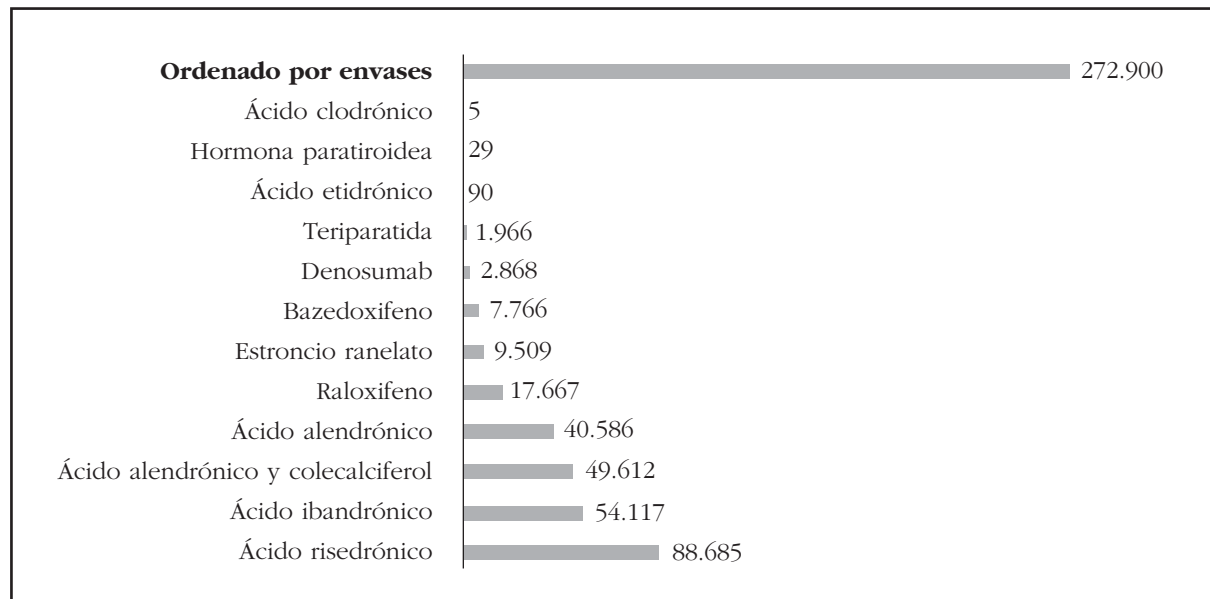 Ordenado por envases 272.900
Ácido clodrónico 5
Hormona paratiroidea 29
Ácido etidrónico 90
Teriparatida 1.966
Denosumab 2.868
Bazedoxifeno 7.766
Estroncio ranelato 9.509
Raloxifeno 17.667
Ácido alendrónico 40.586
Ácido alendrónico y colecalciferol 49.612
Ácido ibandrónico 54.117
Ácido risedrónico 88.685